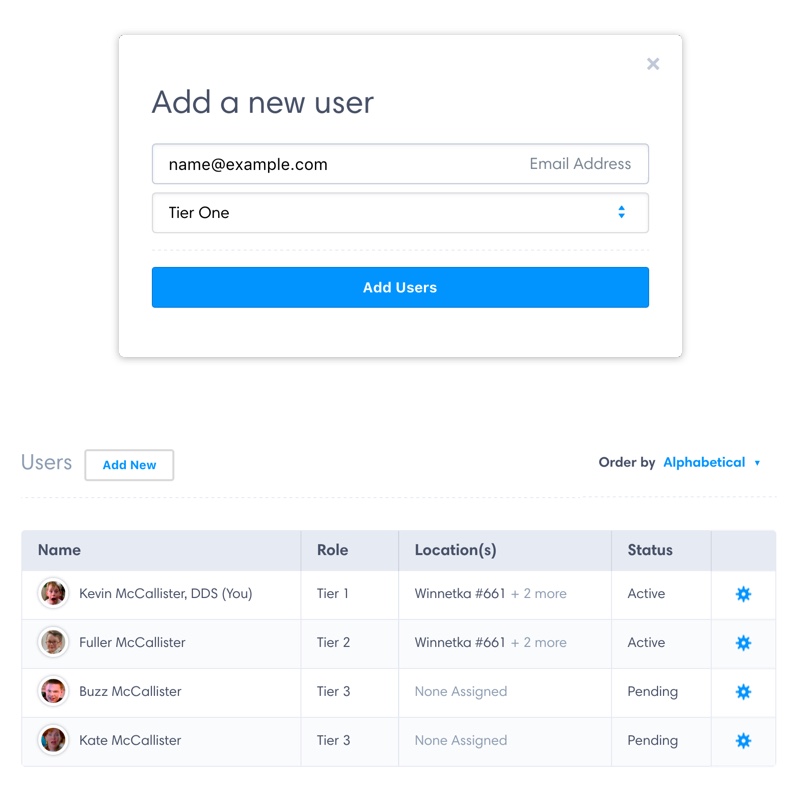 Add a new user
name@example.com Email Address
Tier One
Add Users
Users Add New Order by Alphabetical
Name Role Location(s) Status
Kevin McCallister, DDS (You) Tier 1 Winnetka #661 + 2 more Active
Fuller McCallister Tier 2 Winnetka #661 + 2 more Active
Buzz McCallister Tier 3 None Assigned Pending
Kate McCallister Tier 3 None Assigned Pending